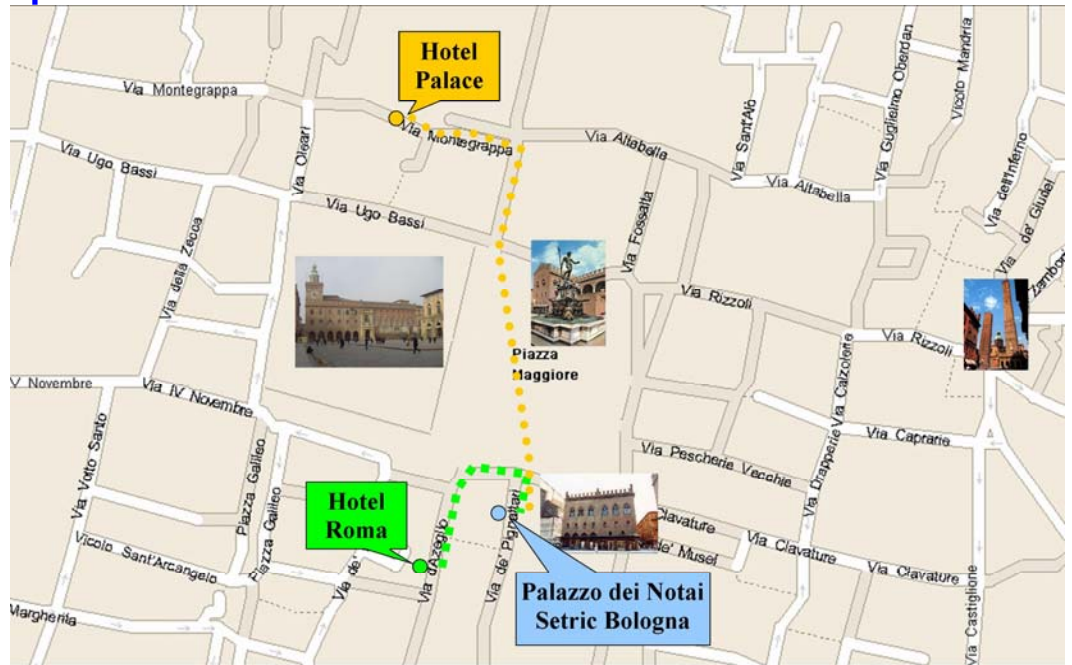 Hotel
Palace
Via Montegrappa
Via Montegrappa
Via Altabella
Via Sant'Alò
Via Guglielmo Oberdan
Vicolo Mandria
Via Ugo Bassi
Via Oleari
Via Altabella
Via dell'Inferno
Via de' Giudei
Via Ugo Bassi
Via Fossalta
Via della Zecca
Via Rizzoli
Via Rizzoli
Piazza
Maggiore
V Novembre
Via IV Novembre
Via Calzolerie
Via Caprarie
Via Votto Santo
Piazza Galileo
Piazza Galileo
Via Pescherie Vecchie
Via Drapperie
Hotel
Roma
Via d'Azeglio
Via de' Pignattari
Clavature
de' Musei
Via Clavature
Via Clavature
Vicolo Sant'Arcangelo
Via de'
Via de'
Palazzo dei Notai
Setric Bologna
Margherita
Via Castiglione